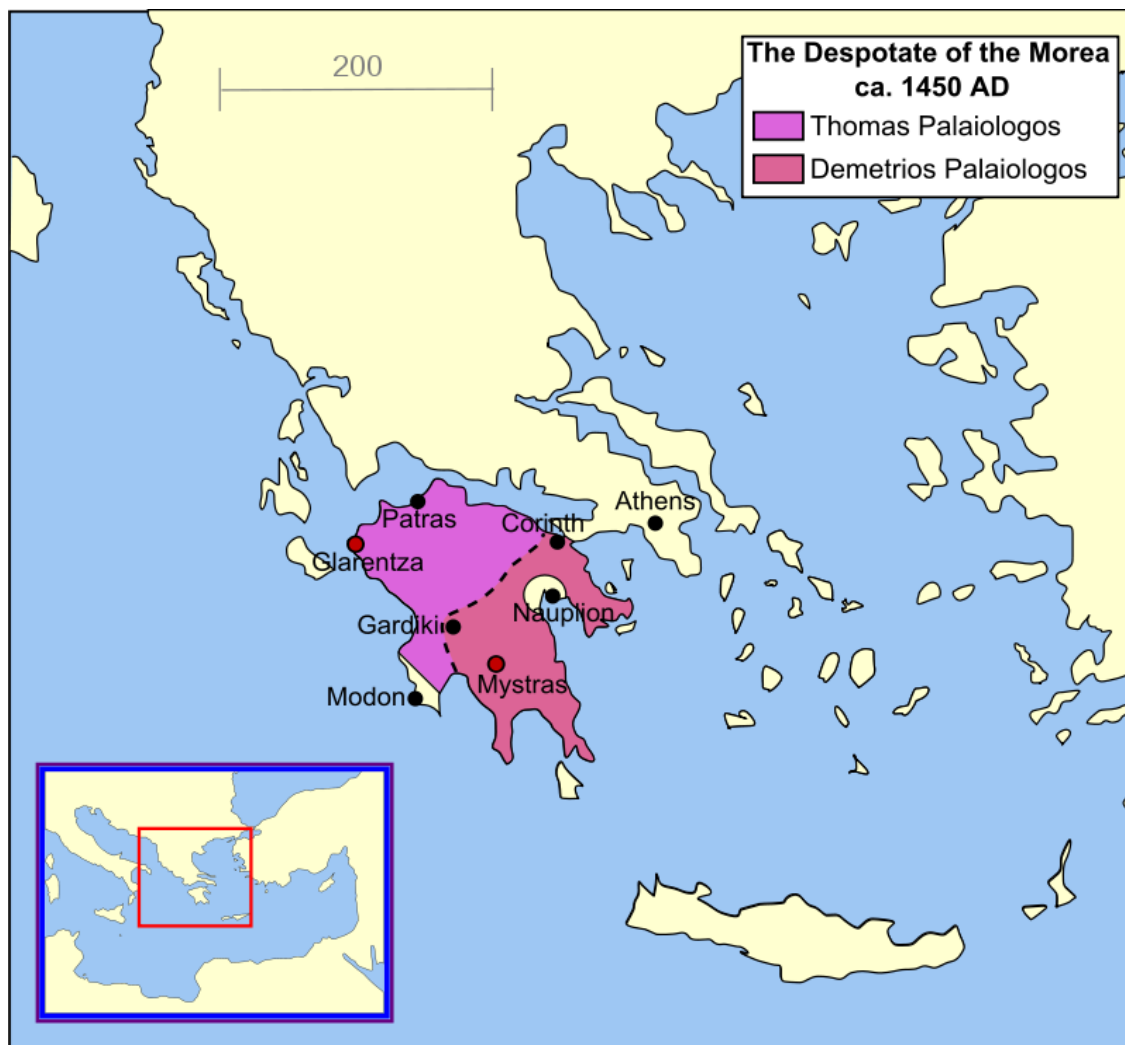 The Despotate of the Morea
ca. 1450 AD
Thomas Palaiologos
Demetrios Palaiologos
200
Athens
Patras
Corinth
Glarentza
Nauplion
Gardiki
Mystras
Modon